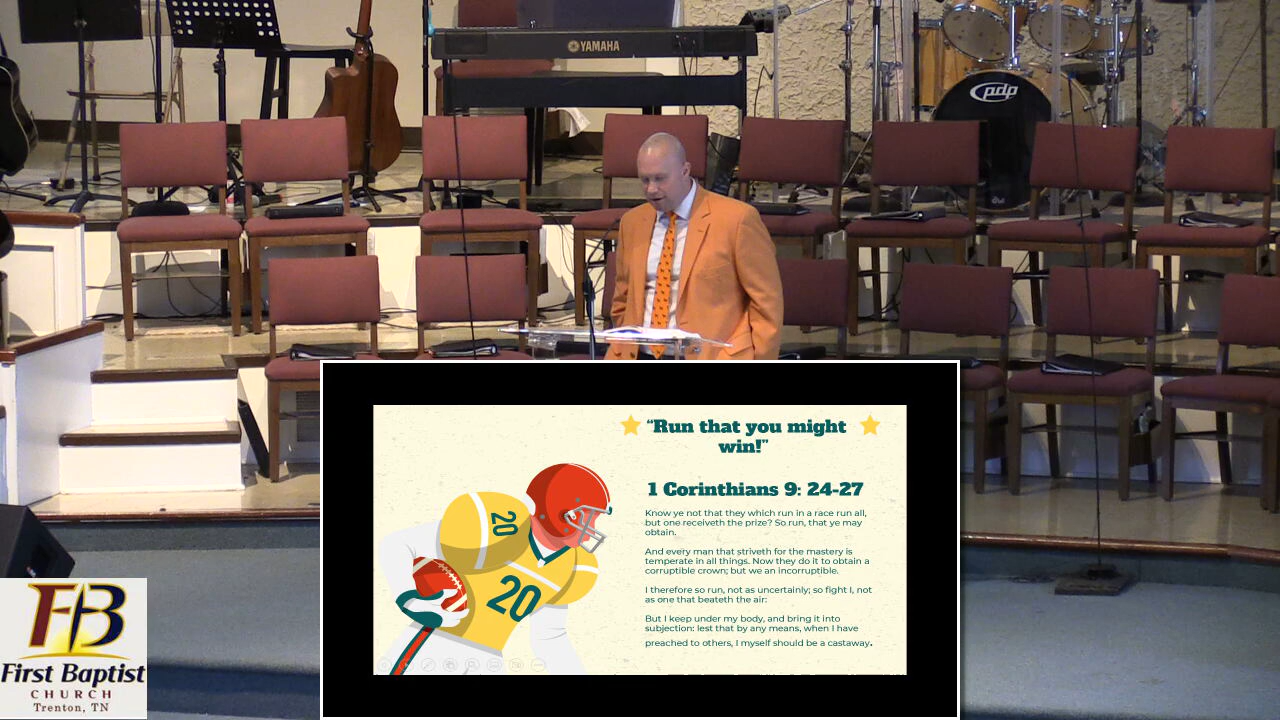 YAMAHA
pdp
“Run that you might
win!”
1 Corinthians 9: 24-27
Know ye not that they which run in a race run all,
but one receiveth the prize? So run, that ye may
obtain.
And every man that striveth for the mastery is
temperate in all things. Now they do it to obtain a
corruptible crown; but we an incorruptible.
I therefore so run, not as uncertainly; so fight I, not
as one that beateth the air:
But I keep under my body, and bring it into
subjection: lest that by any means, when I have
preached to others, I myself should be a castaway.
20
20
FB
First Baptist
CHURCH
Trenton, TN